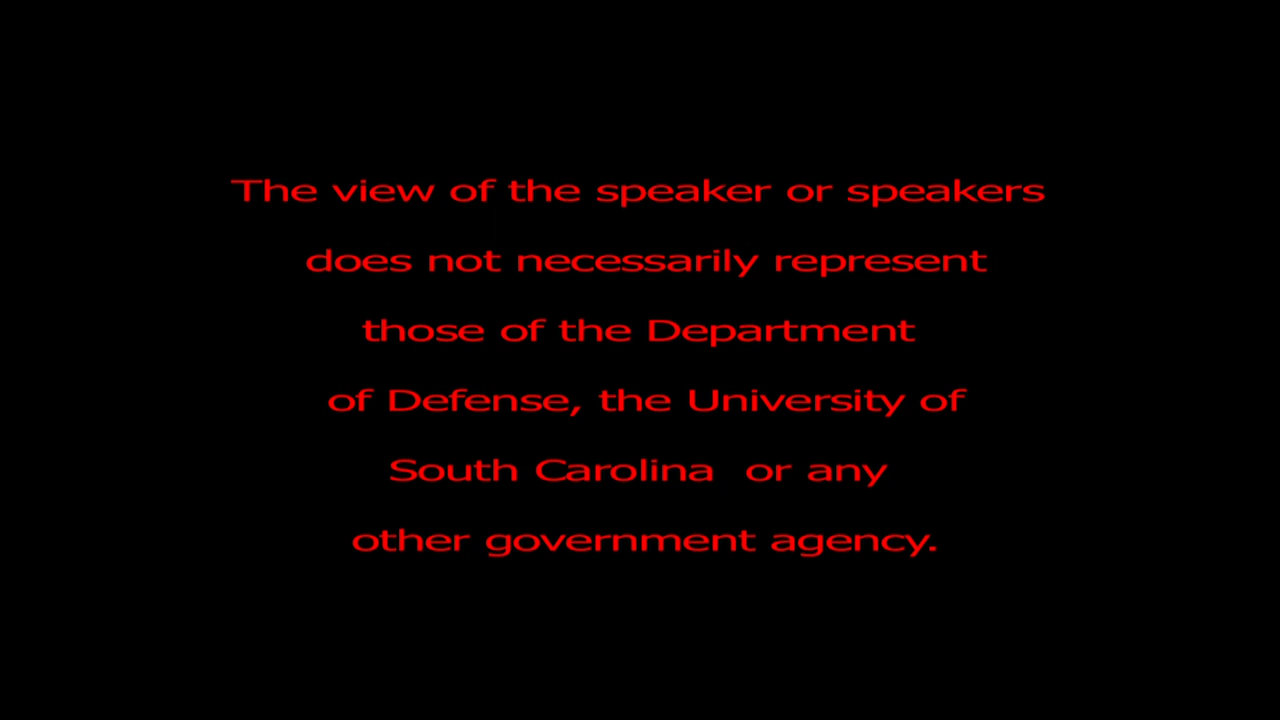 The view of the speaker or speakers
does not necessarily represent
those of the Department
of Defense, the University of
South Carolina  or any
other government agency.